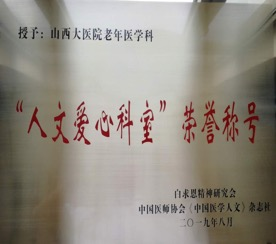 授予：山西大医院老年医学科
“人文爱心科室”荣誉称号
白求恩精神研究会
中国医师协会《中国医学人文》杂志社
二〇一九年八月